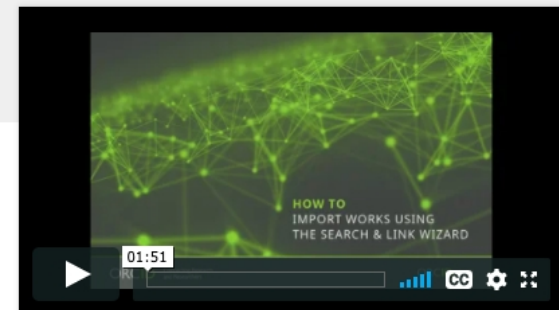 HOW TO
IMPORT WORKS USING
THE SEARCH & LINK WIZARD
01:51
CC